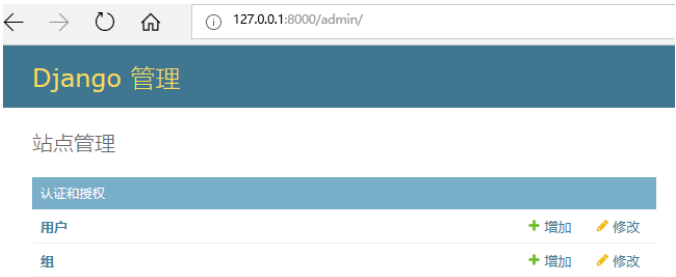 127.0.0.1:8000/admin/
Django 管理
站点管理
认证和授权
用户 增加 修改
组 增加 修改